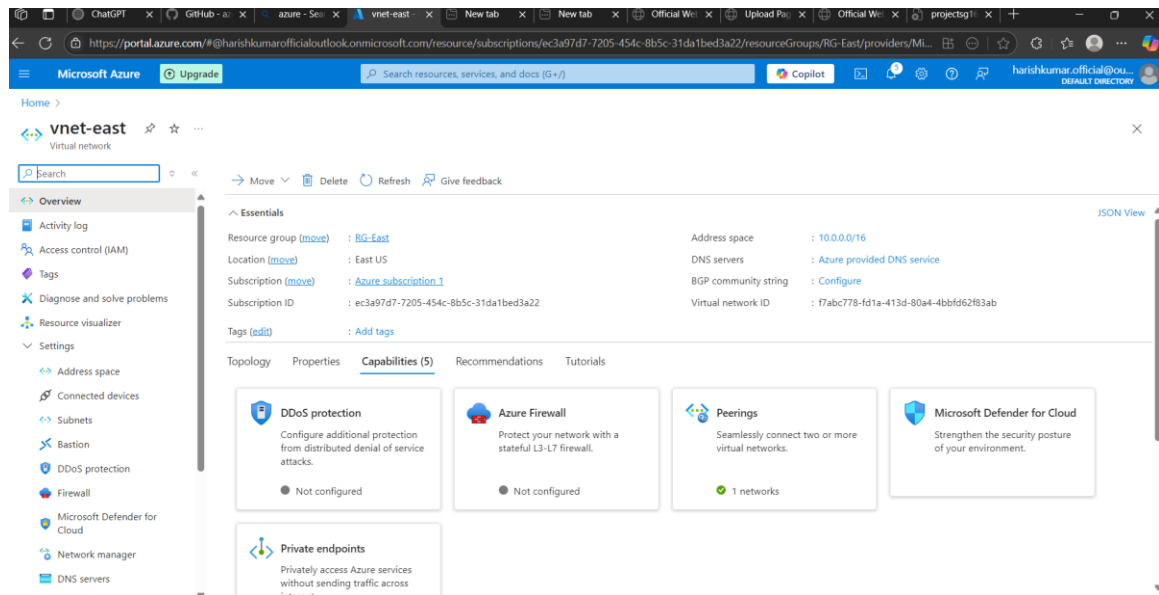 ChatGPT
GitHub - az
azure - Sea
vnet-east -
New tab
New tab
Official We
Upload Pag
Official We
projectsg16
https://portal.azure.com/#@harishkumarofficialoutlook.onmicrosoft.com/resource/subscriptions/ec3a97d7-7205-454c-8b5c-31da1bed3a22/resourceGroups/RG-East/providers/Mi...
Microsoft Azure
Upgrade
Search resources, services, and docs (G+/)
Copilot
harishkumar.official@ou...
DEFAULT DIRECTORY
Home >
vnet-east
Virtual network
Search
Overview
Activity log
Access control (IAM)
Tags
Diagnose and solve problems
Resource visualizer
Settings
Address space
Connected devices
Subnets
Bastion
DDoS protection
Firewall
Microsoft Defender for
Cloud
Network manager
DNS servers
Move
Delete
Refresh
Give feedback
Essentials
JSON View
Resource group (move) : RG-East
Location (move) : East US
Subscription (move) : Azure subscription 1
Subscription ID : ec3a97d7-7205-454c-8b5c-31da1bed3a22
Address space : 10.0.0.0/16
DNS servers : Azure provided DNS service
BGP community string : Configure
Virtual network ID : f7abc778-fd1a-413d-80a4-4bbfd62f83ab
Tags (edit) : Add tags
Topology
Properties
Capabilities (5)
Recommendations
Tutorials
DDoS protection
Configure additional protection
from distributed denial of service
attacks.
Not configured
Azure Firewall
Protect your network with a
stateful L3-L7 firewall.
Not configured
Peerings
Seamlessly connect two or more
virtual networks.
1 networks
Microsoft Defender for Cloud
Strengthen the security posture
of your environment.
Private endpoints
Privately access Azure services
without sending traffic across